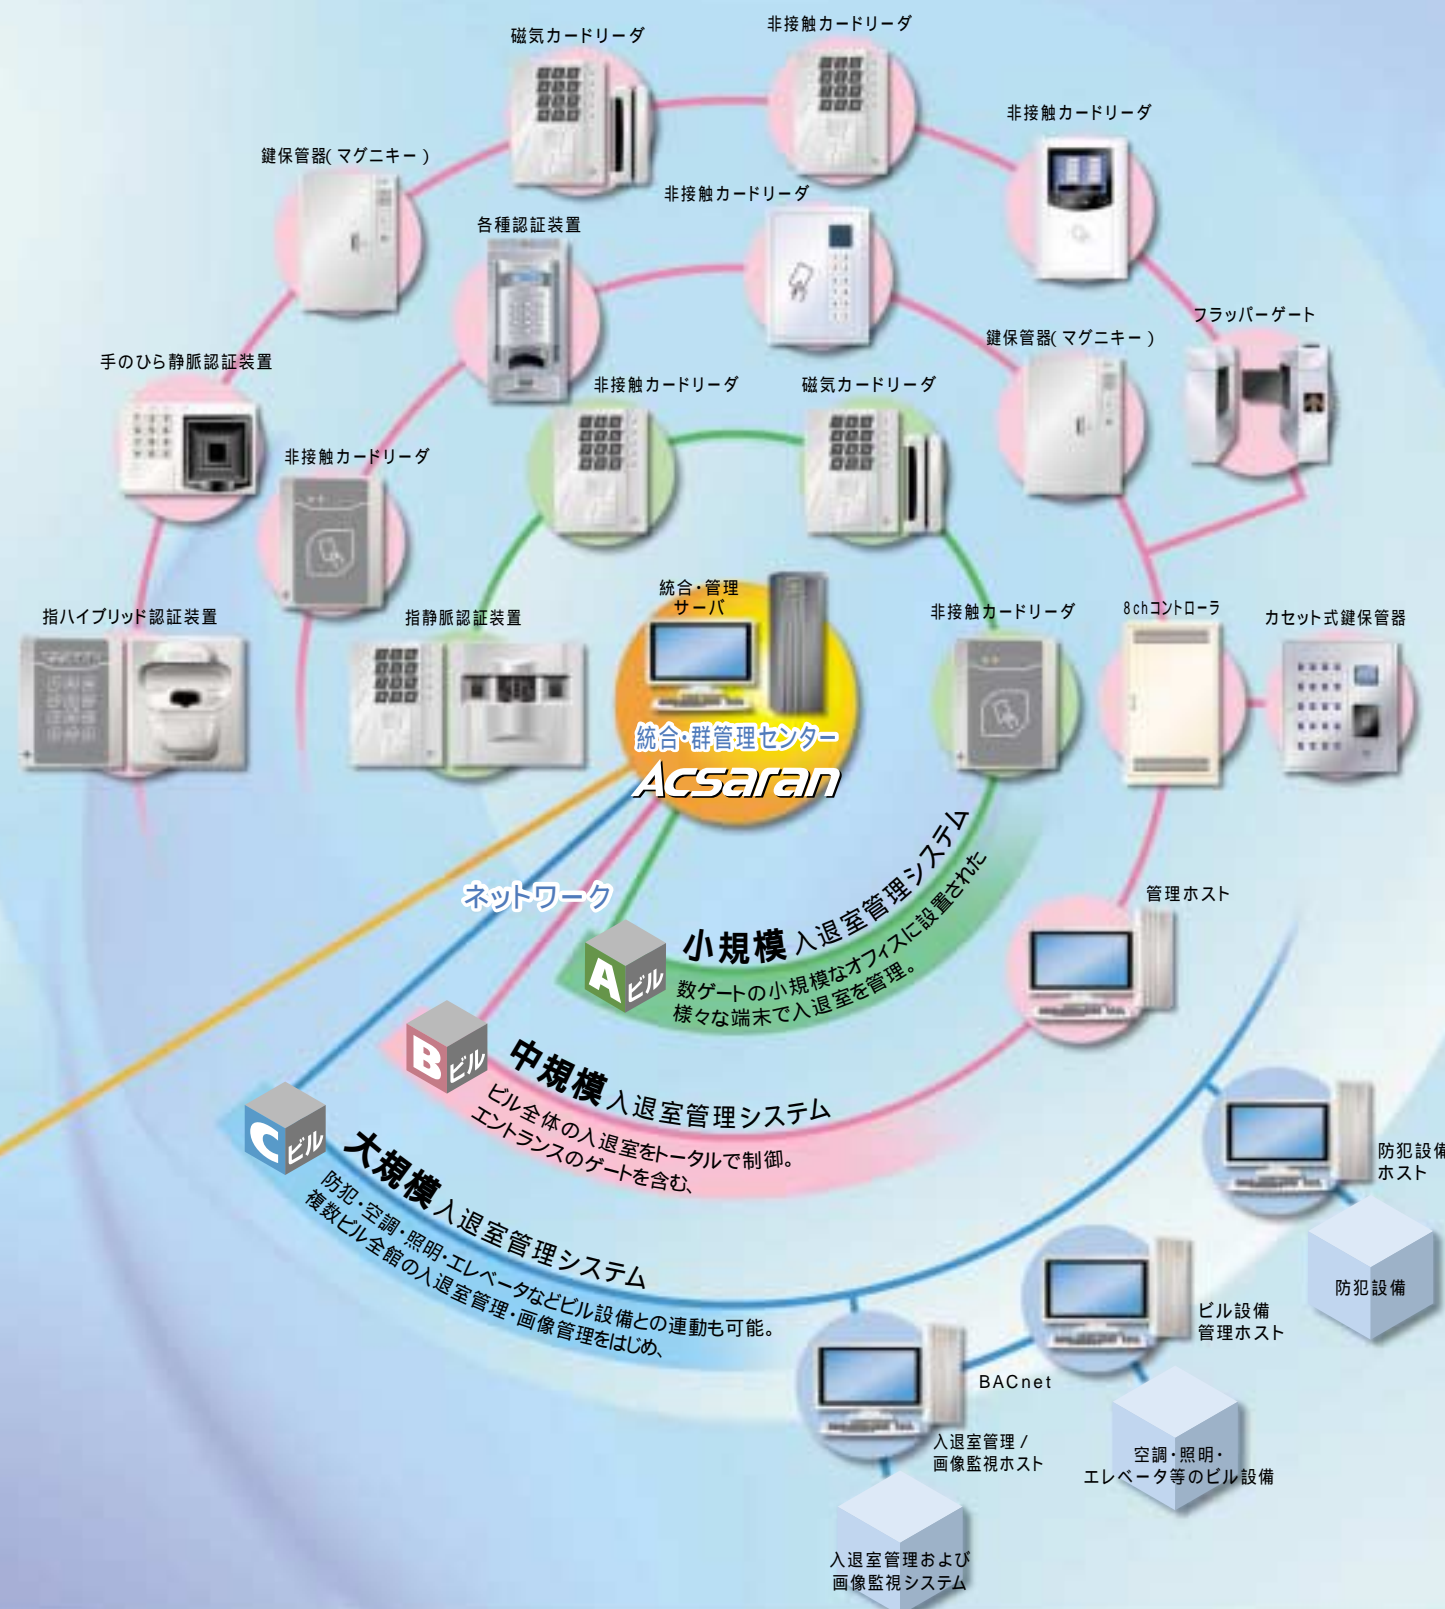 磁気カードリーダ
非接触カードリーダ
非接触カードリーダ
鍵保管器(マグニキー)
非接触カードリーダ
各種認証装置
フラッパーゲート
鍵保管器(マグニキー)
手のひら静脈認証装置
非接触カードリーダ
磁気カードリーダ
非接触カードリーダ
統合・管理
サーバ
指ハイブリッド認証装置
指静脈認証装置
非接触カードリーダ
8chコントローラ
カセット式鍵保管器
統合・群管理センター
Acsaran
ネットワーク
管理ホスト
Aビル
小規模 入退室管理システム
数ゲートの小規模なオフィスに設置された
様々な端末で入退室を管理。
Bビル
中規模 入退室管理システム
ビル全体の入退室をトータルで制御。
エントランスのゲートを含む、
Cビル
大規模 入退室管理システム
防犯・空調・照明・エレベータなどビル設備との連動も可能。
複数ビル全館の入退室管理・画像管理をはじめ、
防犯設備
ホスト
防犯設備
ビル設備
管理ホスト
BACnet
入退室管理/
画像監視ホスト
空調・照明・
エレベータ等のビル設備
入退室管理および
画像監視システム